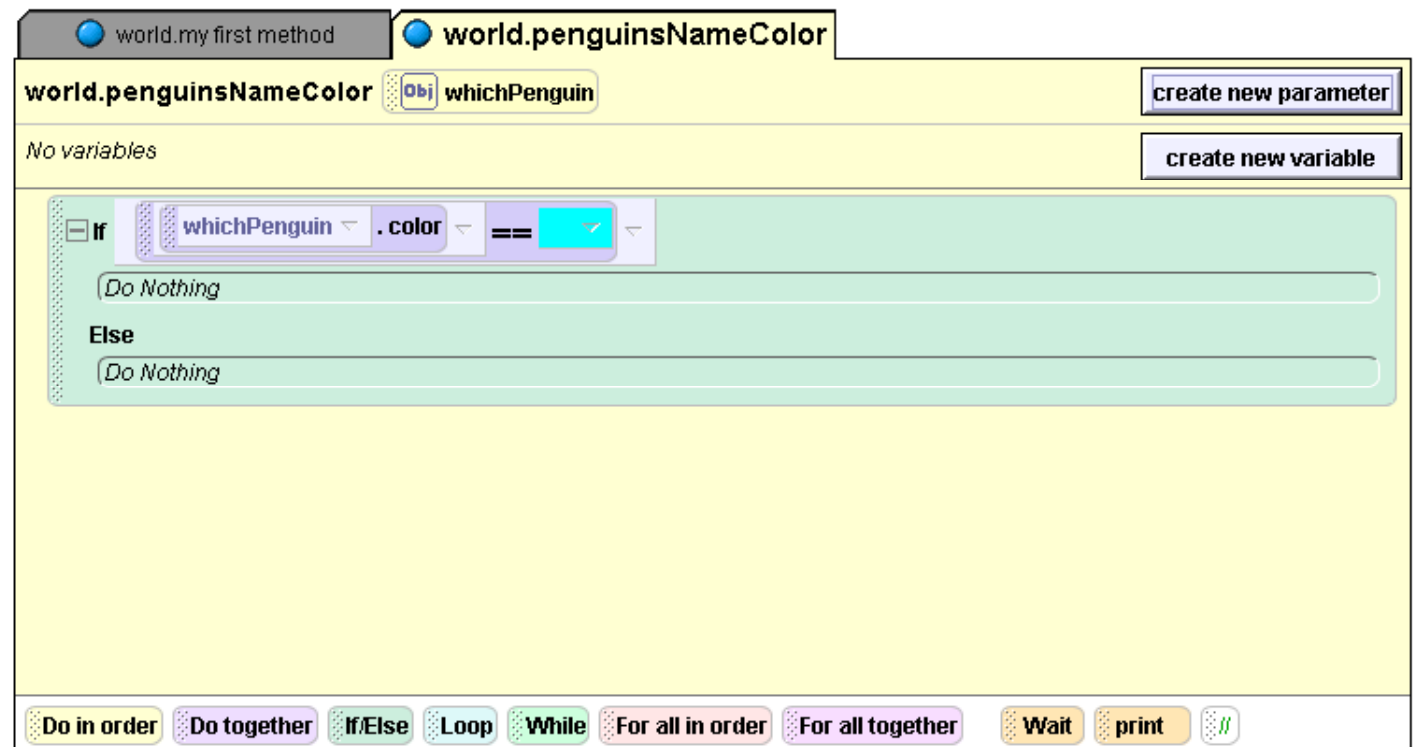 world.my first method world.penguinsNameColor
world.penguinsNameColor Obj whichPenguin create new parameter
No variables create new variable
If whichPenguin . color ==
Do Nothing
Else
Do Nothing
Do in order Do together If/Else Loop While For all in order For all together Wait print //